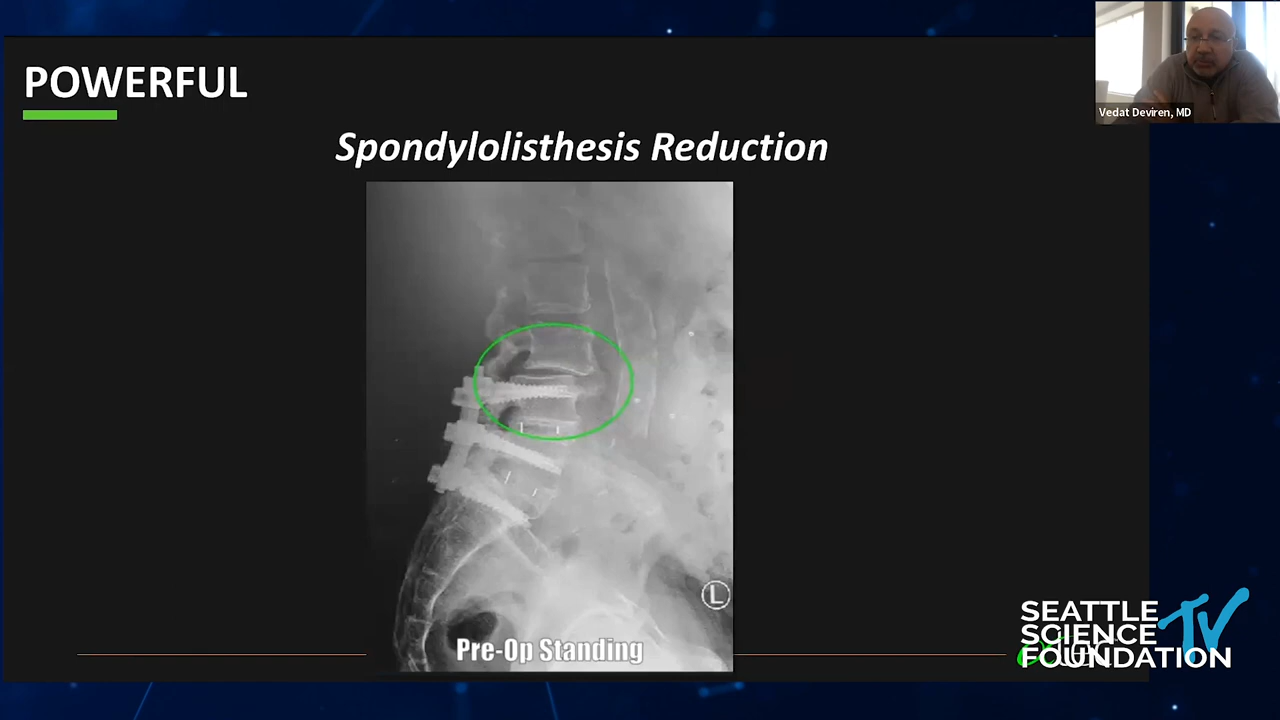 POWERFUL
Vedat Deviren, MD
Spondylolisthesis Reduction
L
Pre-Op Standing
SEATTLE
SCIENCE TV
FOUNDATION